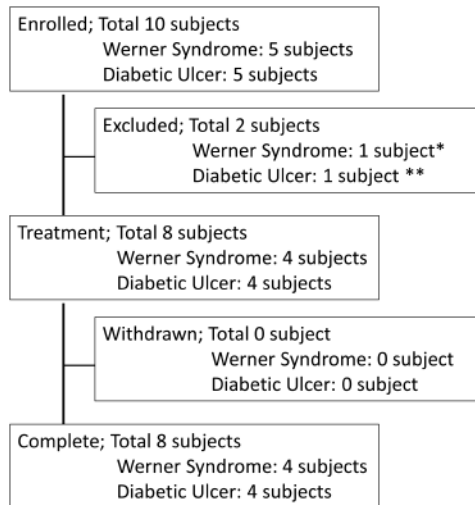 Enrolled; Total 10 subjects
Werner Syndrome: 5 subjects
Diabetic Ulcer: 5 subjects
Excluded; Total 2 subjects
Werner Syndrome: 1 subject*
Diabetic Ulcer: 1 subject **
Treatment; Total 8 subjects
Werner Syndrome: 4 subjects
Diabetic Ulcer: 4 subjects
Withdrawn; Total 0 subject
Werner Syndrome: 0 subject
Diabetic Ulcer: 0 subject
Complete; Total 8 subjects
Werner Syndrome: 4 subjects
Diabetic Ulcer: 4 subjects